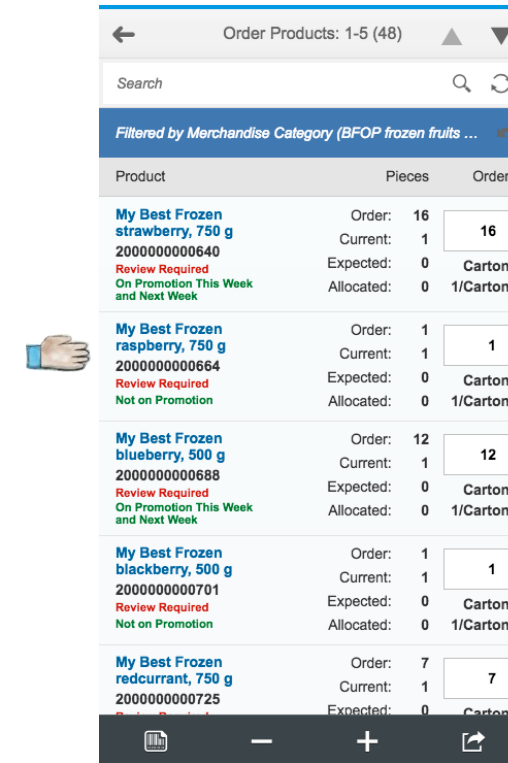 Order Products: 1-5 (48)
Search
Filtered by Merchandise Category (BFOP frozen fruits ...
Product Pieces Order
My Best Frozen
strawberry, 750 g
2000000000640
Review Required
On Promotion This Week
and Next Week
Order: 16
Current: 1
Expected: 0
Allocated: 0
16
Carton
1/Carton
My Best Frozen
raspberry, 750 g
2000000000664
Review Required
Not on Promotion
Order: 1
Current: 1
Expected: 0
Allocated: 0
1
Carton
1/Carton
My Best Frozen
blueberry, 500 g
2000000000688
Review Required
On Promotion This Week
and Next Week
Order: 12
Current: 1
Expected: 0
Allocated: 0
12
Carton
1/Carton
My Best Frozen
blackberry, 500 g
2000000000701
Review Required
Not on Promotion
Order: 1
Current: 1
Expected: 0
Allocated: 0
1
Carton
1/Carton
My Best Frozen
redcurrant, 750 g
2000000000725
Order: 7
Current: 1
Expected: 0
7
Carton